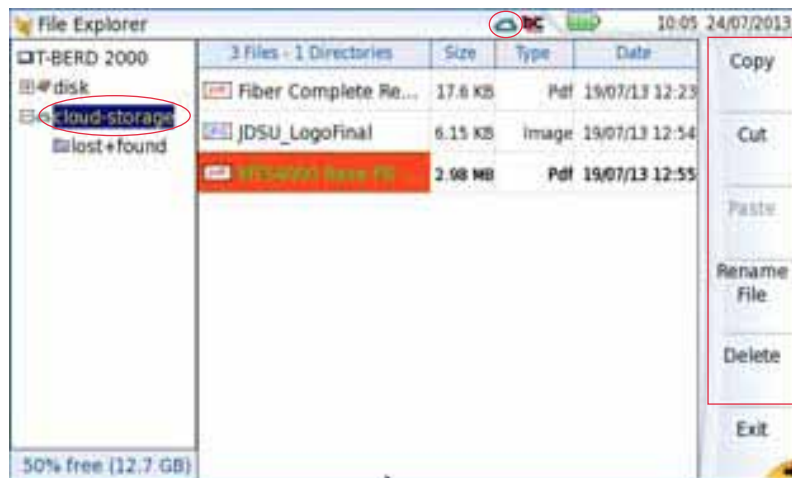 File Explorer
10:05 24/07/2013
T-BERD 2000
disk
cloud-storage
lost+found
3 Files - 1 Directories Size Type Date
Fiber Complete Re... 17.6 KB Pdf 19/07/13 12:23
JDSU_LogoFinal 6.15 KB Image 19/07/13 12:54
2.98 MB Pdf 19/07/13 12:55
50% free (12.7 GB)
Copy
Cut
Paste
Rename
File
Delete
Exit